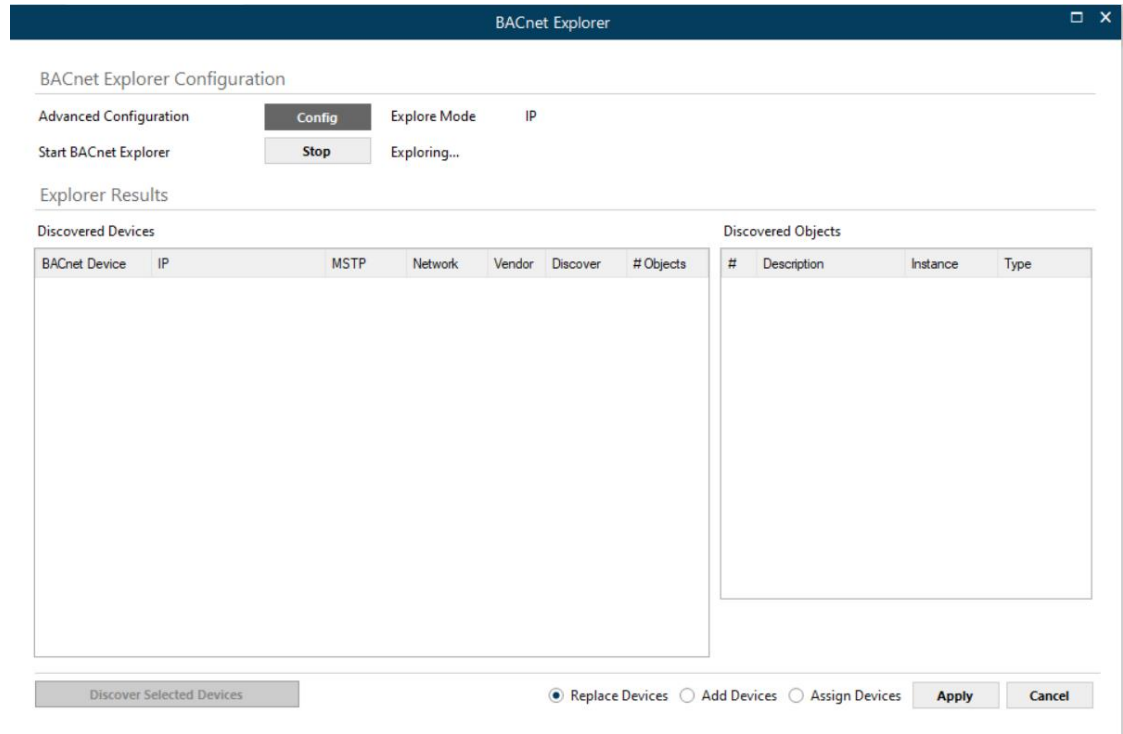 BACnet Explorer
BACnet Explorer Configuration
Advanced Configuration Config Explore Mode IP
Start BACnet Explorer Stop Exploring...
Explorer Results
Discovered Devices Discovered Objects
BACnet Device IP MSTP Network Vendor Discover # Objects # Description Instance Type
Discover Selected Devices Replace Devices Add Devices Assign Devices Apply Cancel